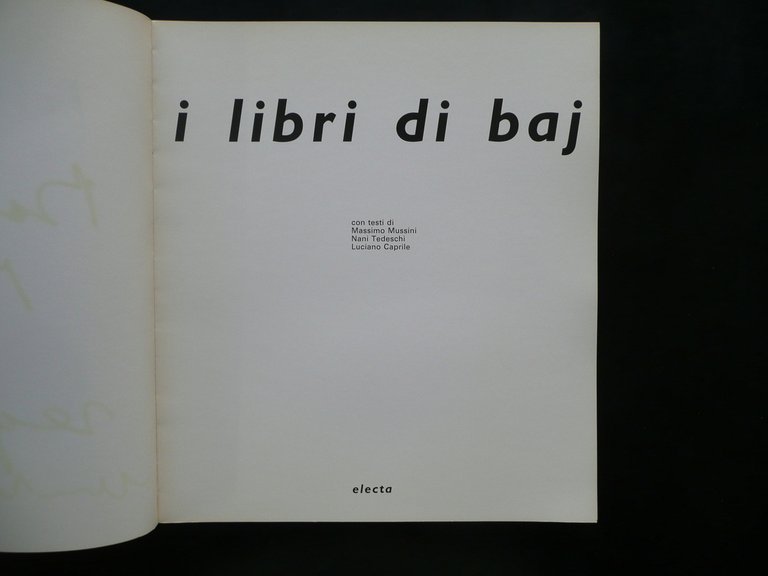 i libri di baj
con testi di
Massimo Mussini
Nani Tedeschi
Luciano Caprile
electa